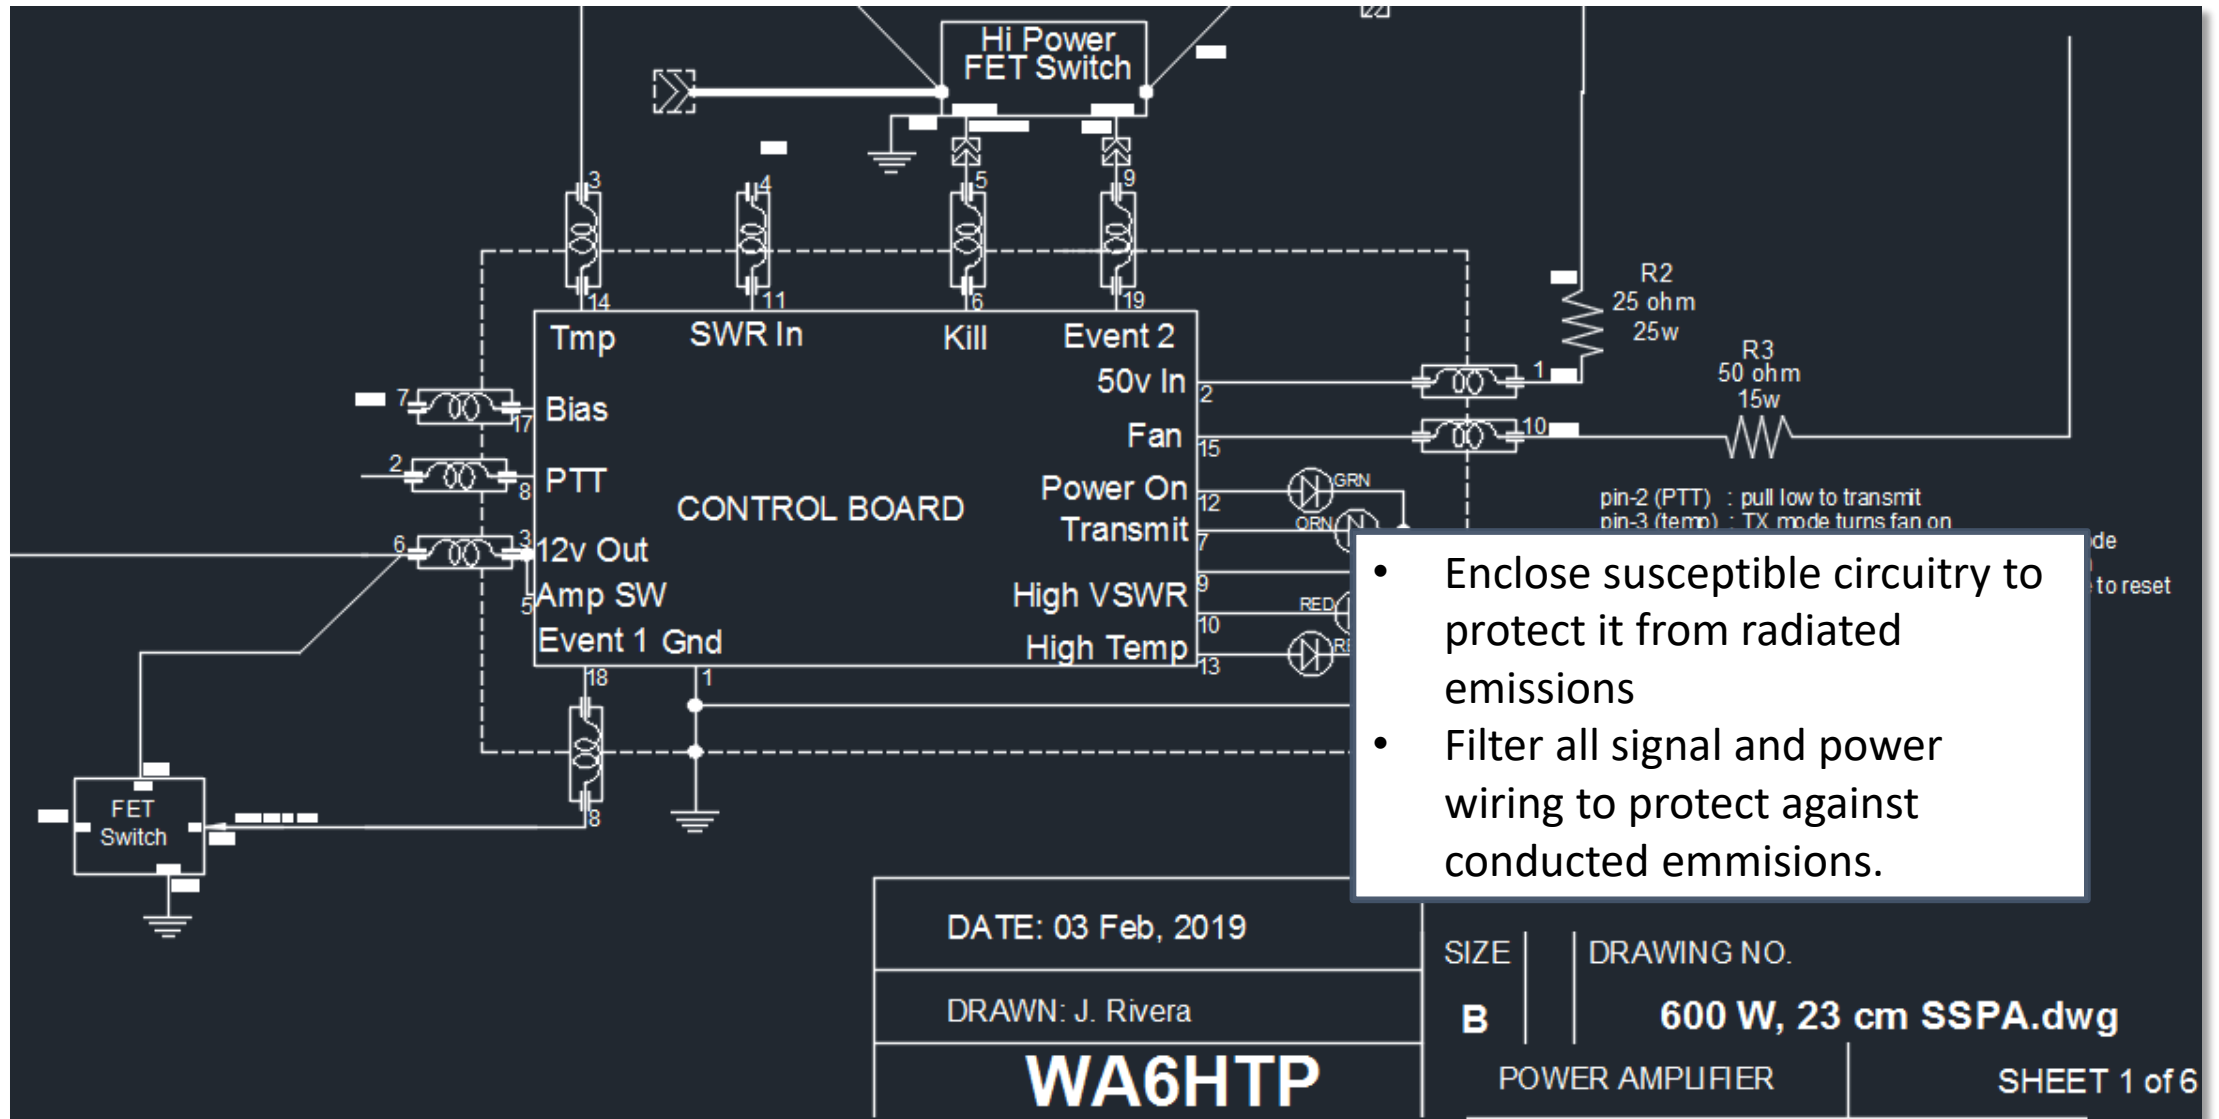 Hi Power
FET Switch
3
4
5
9
14
11
6
19
Tmp
SWR In
Kill
Event 2
50v In
2
1
R2
25 ohm
25w
7
Bias
17
Fan
15
10
R3
50 ohm
15w
2
PTT
8
CONTROL BOARD
Power On
12
GRN
Transmit
7
ORN
pin-2 (PTT) : pull low to transmit
pin-3 (temp) : TX mode turns fan on
de
to reset
6
3
12v Out
5
Amp SW
High VSWR
9
10
RED
Event 1
Gnd
High Temp
13
18
1
8
FET
Switch
• Enclose susceptible circuitry to
protect it from radiated
emissions
• Filter all signal and power
wiring to protect against
conducted emmisions.
DATE: 03 Feb, 2019
DRAWN: J. Rivera
WA6HTP
SIZE
B
DRAWING NO.
600 W, 23 cm SSPA.dwg
POWER AMPLIFIER
SHEET 1 of 6